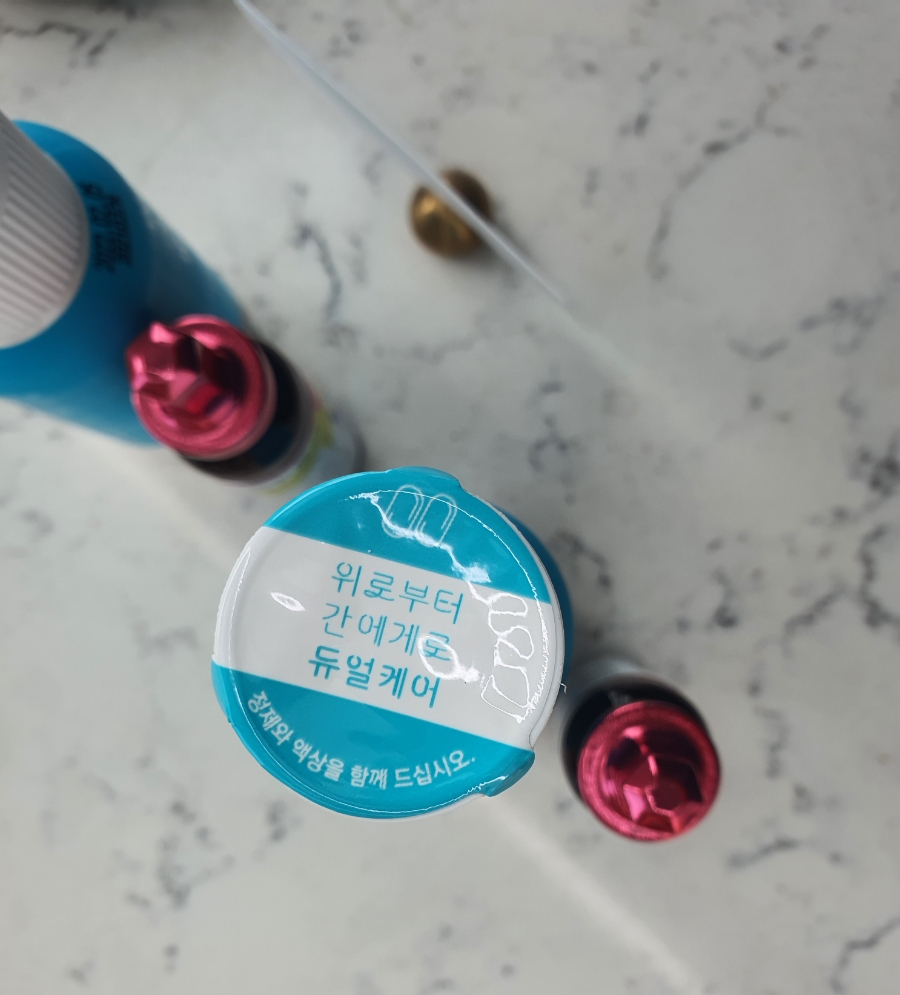 위로부터
간에게로
듀얼케어
정제와 액상을 함께 드십시오.